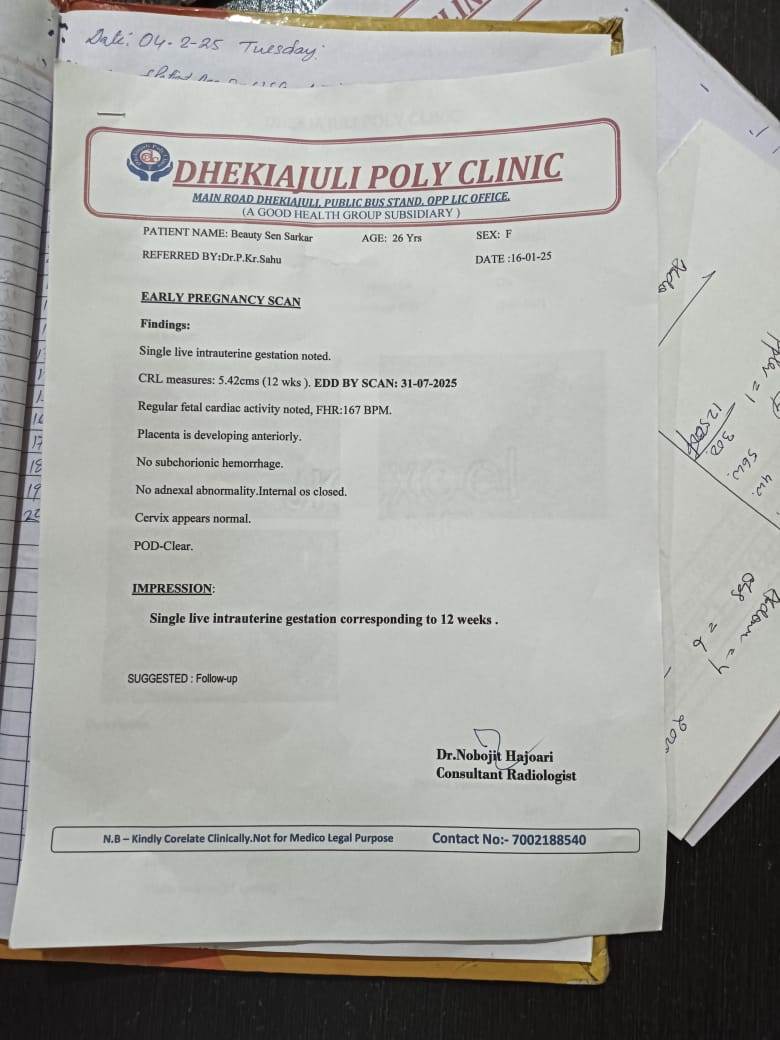 Date: 04-2-25 Tuesday.
DHEKIAJULI POLY CLINIC
MAIN ROAD DHEKIAJULI, PUBLIC BUS STAND, OPP LIC OFFICE.
(A GOOD HEALTH GROUP SUBSIDIARY )
PATIENT NAME: Beauty Sen Sarkar AGE: 26 Yrs SEX: F
REFERRED BY:Dr.P.Kr.Sahu DATE :16-01-25
EARLY PREGNANCY SCAN
Findings:
Single live intrauterine gestation noted.
CRL measures: 5.42cms (12 wks ). EDD BY SCAN: 31-07-2025
Regular fetal cardiac activity noted, FHR:167 BPM.
Placenta is developing anteriorly.
No subchorionic hemorrhage.
No adnexal abnormality.Internal os closed.
Cervix appears normal.
POD-Clear.
IMPRESSION:
Single live intrauterine gestation corresponding to 12 weeks .
SUGGESTED : Follow-up
Dr.Nobojit Hajoari
Consultant Radiologist
N.B – Kindly Corelate Clinically.Not for Medico Legal Purpose Contact No:- 7002188540
16
17
18
19